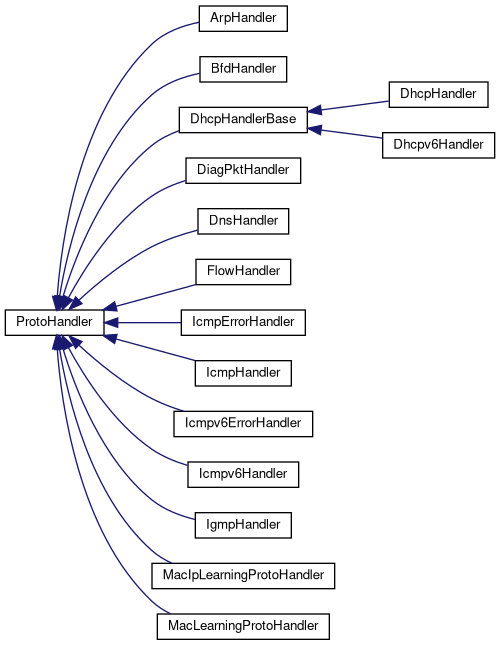 ArpHandler
BfdHandler
DhcpHandler
DhcpHandlerBase
Dhcpv6Handler
DiagPktHandler
DnsHandler
FlowHandler
ProtoHandler
IcmpErrorHandler
IcmpHandler
Icmpv6ErrorHandler
Icmpv6Handler
IgmpHandler
MacIpLearningProtoHandler
MacLearningProtoHandler